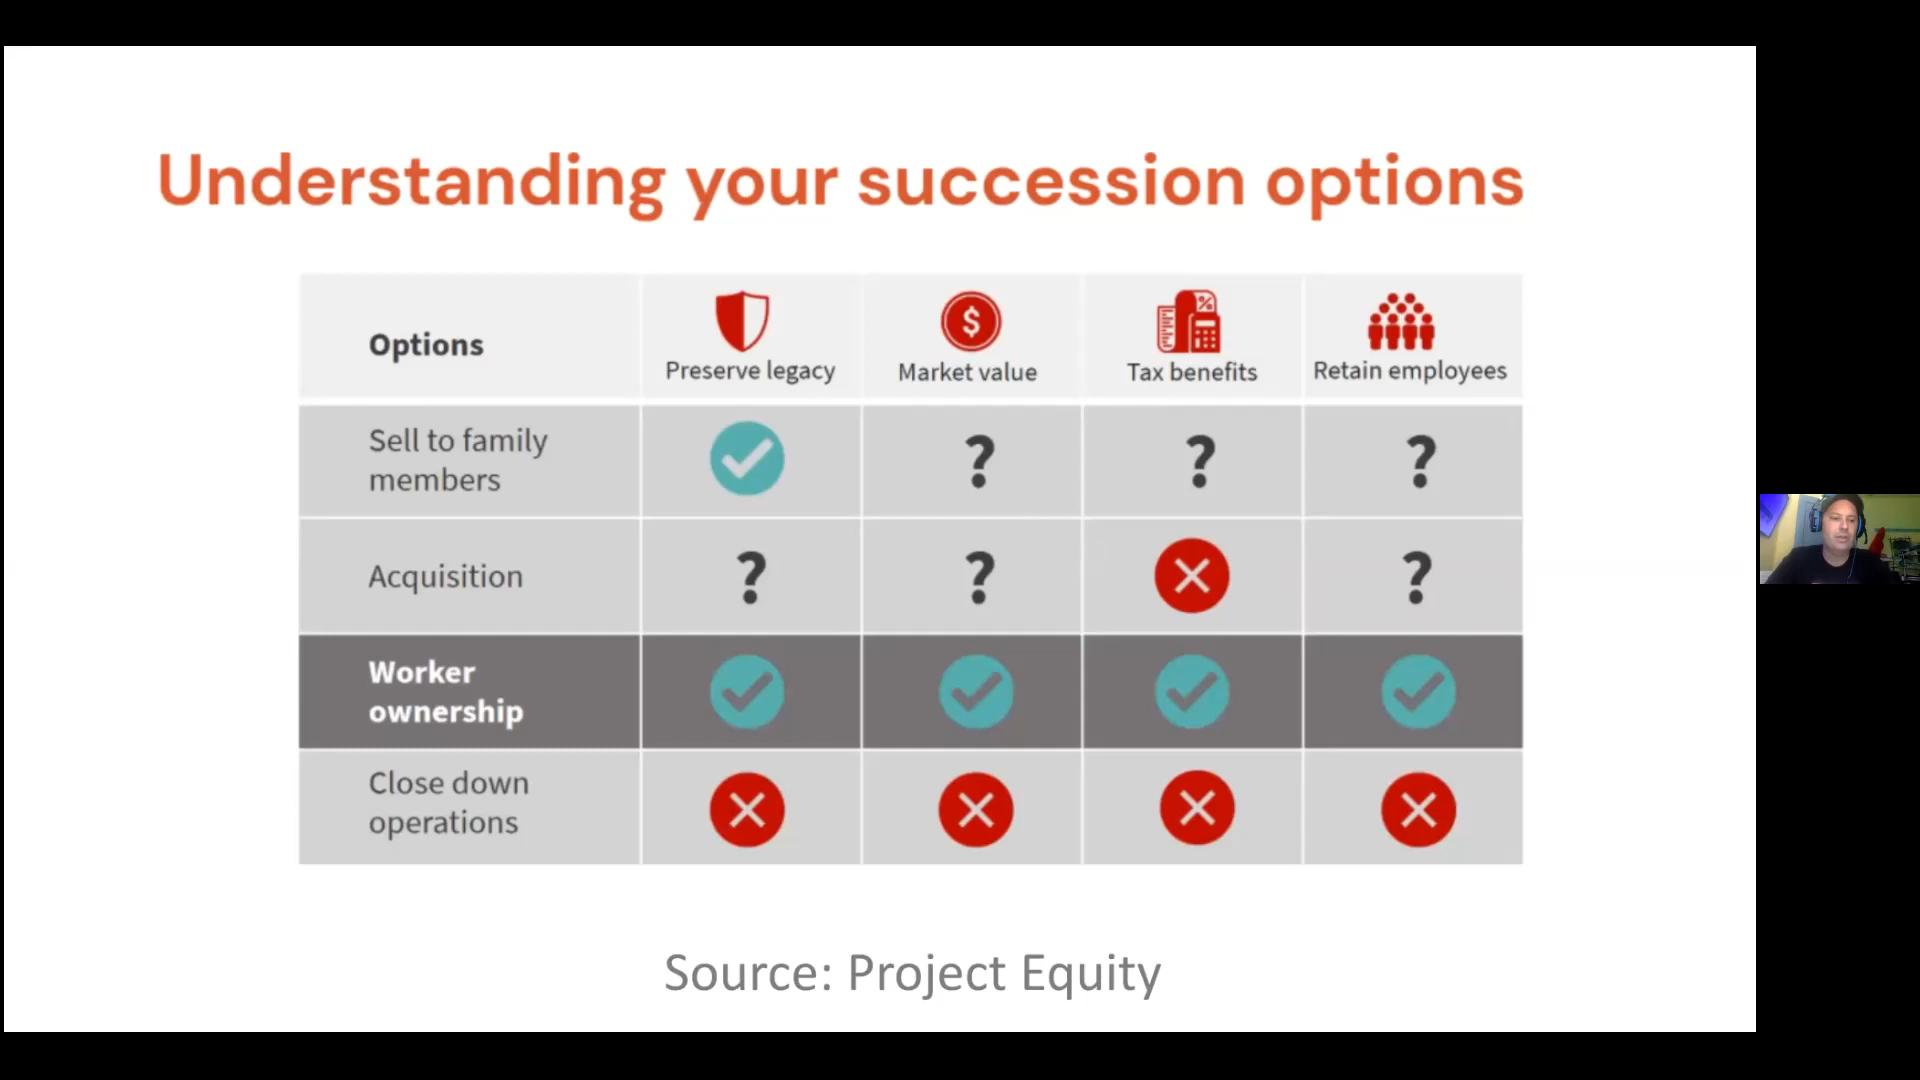 Understanding your succession options
Options
Preserve legacy
$
Market value
%
Tax benefits
Retain employees
Sell to family
members
? ? ?
Acquisition
? ? ?
Worker
ownership
Close down
operations
Source: Project Equity